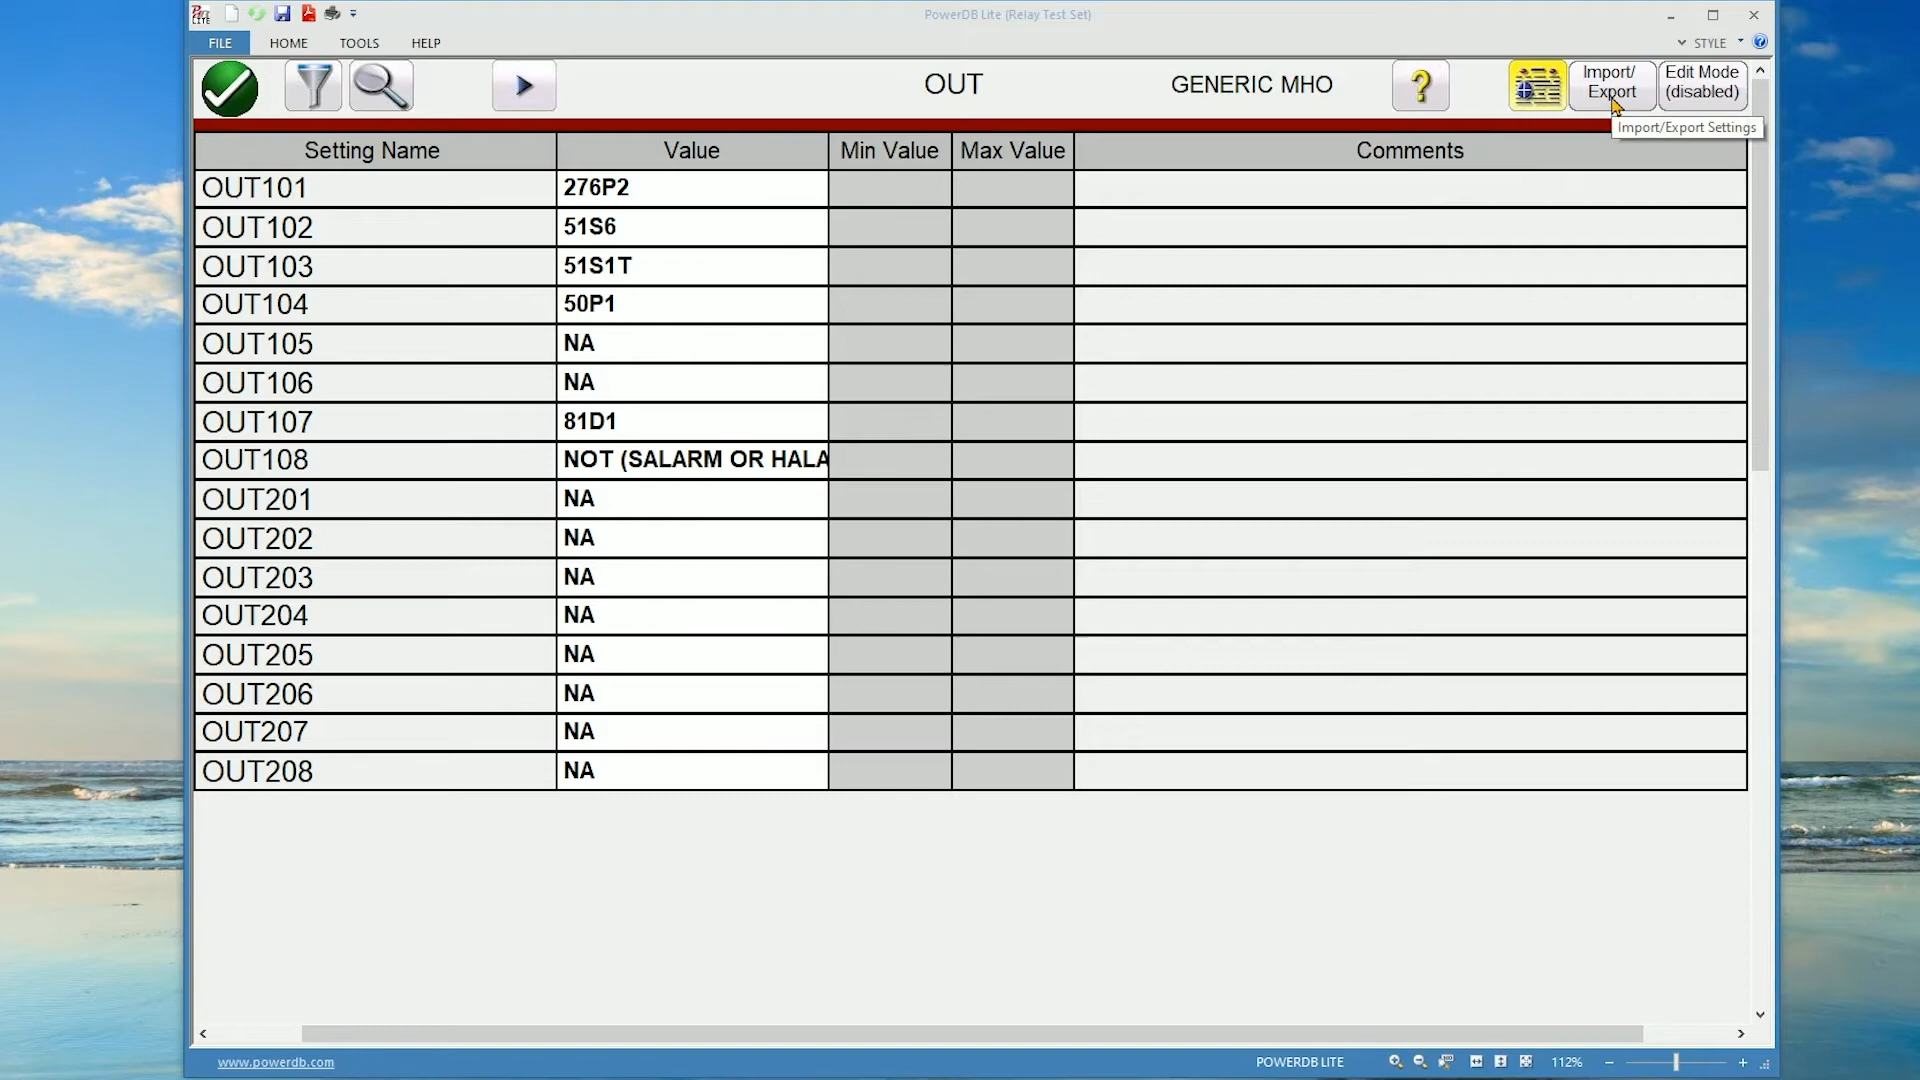 PowerDB Lite (Relay Test Set)
FILE HOME TOOLS HELP STYLE
OUT GENERIC MHO Import/ Export Edit Mode (disabled)
Import/Export Settings
Setting Name Value Min Value Max Value Comments
OUT101 276P2
OUT102 51S6
OUT103 51S1T
OUT104 50P1
OUT105 NA
OUT106 NA
OUT107 81D1
OUT108 NOT (SALARM OR HALA
OUT201 NA
OUT202 NA
OUT203 NA
OUT204 NA
OUT205 NA
OUT206 NA
OUT207 NA
OUT208 NA
www.powerdb.com POWERDB LITE 112%